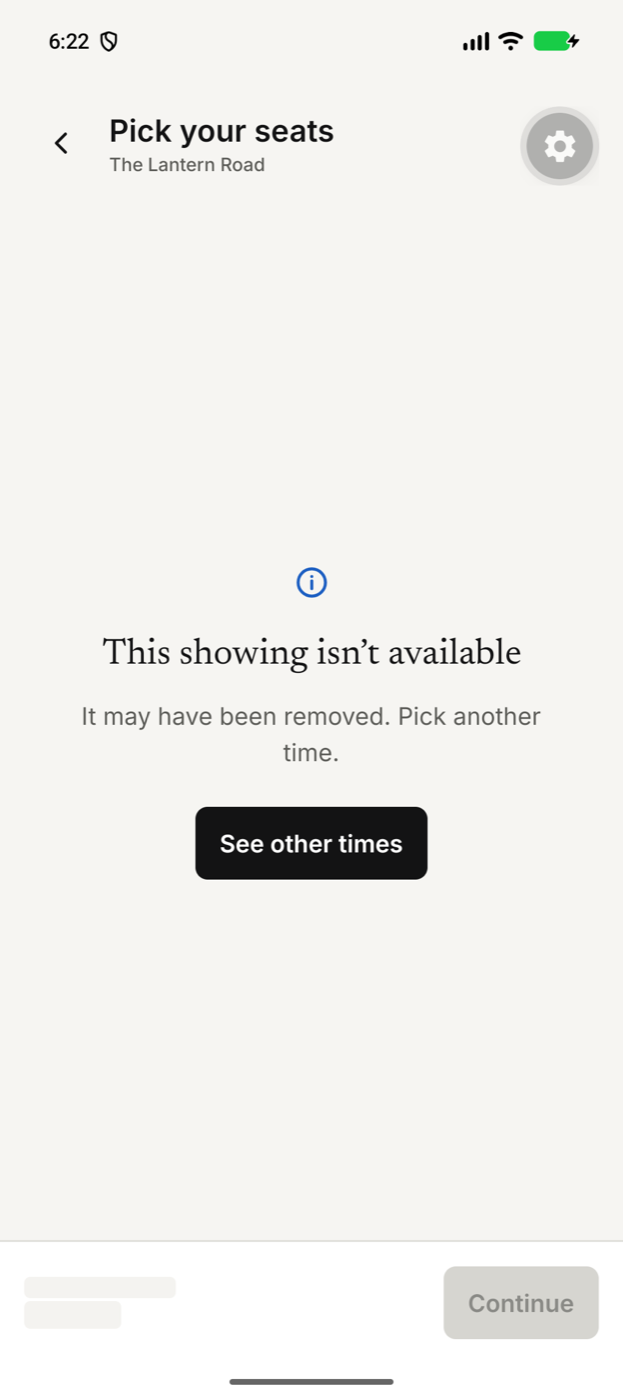 6:22
Pick your seats
The Lantern Road
This showing isn’t available
It may have been removed. Pick another
time.
See other times
Continue